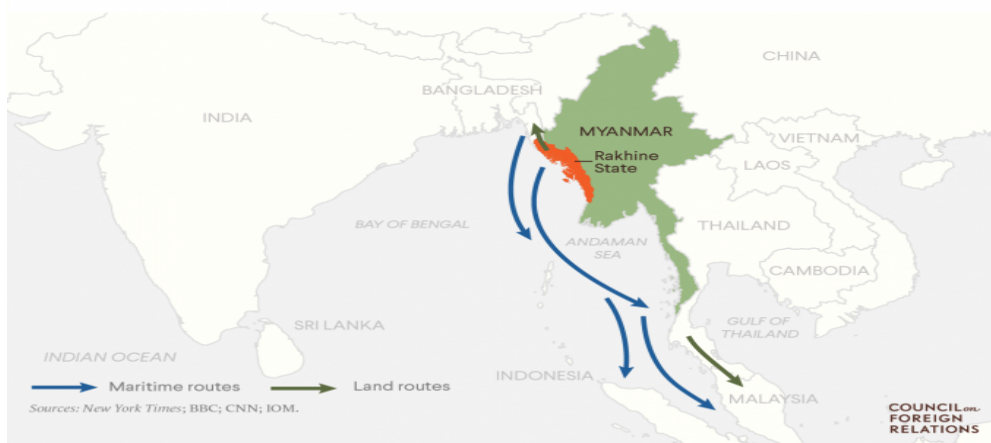 CHINA
BANGLADESH
INDIA
MYANMAR
VIETNAM
Rakhine
State
LAOS
BAY OF BENGAL
THAILAND
ANDAMAN
SEA
CAMBODIA
SRI LANKA
GULF OF
THAILAND
INDIAN OCEAN
INDONESIA
Maritime routes
Land routes
MALAYSIA
Sources: New York Times; BBC; CNN; IOM.
COUNCIL on
FOREIGN
RELATIONS